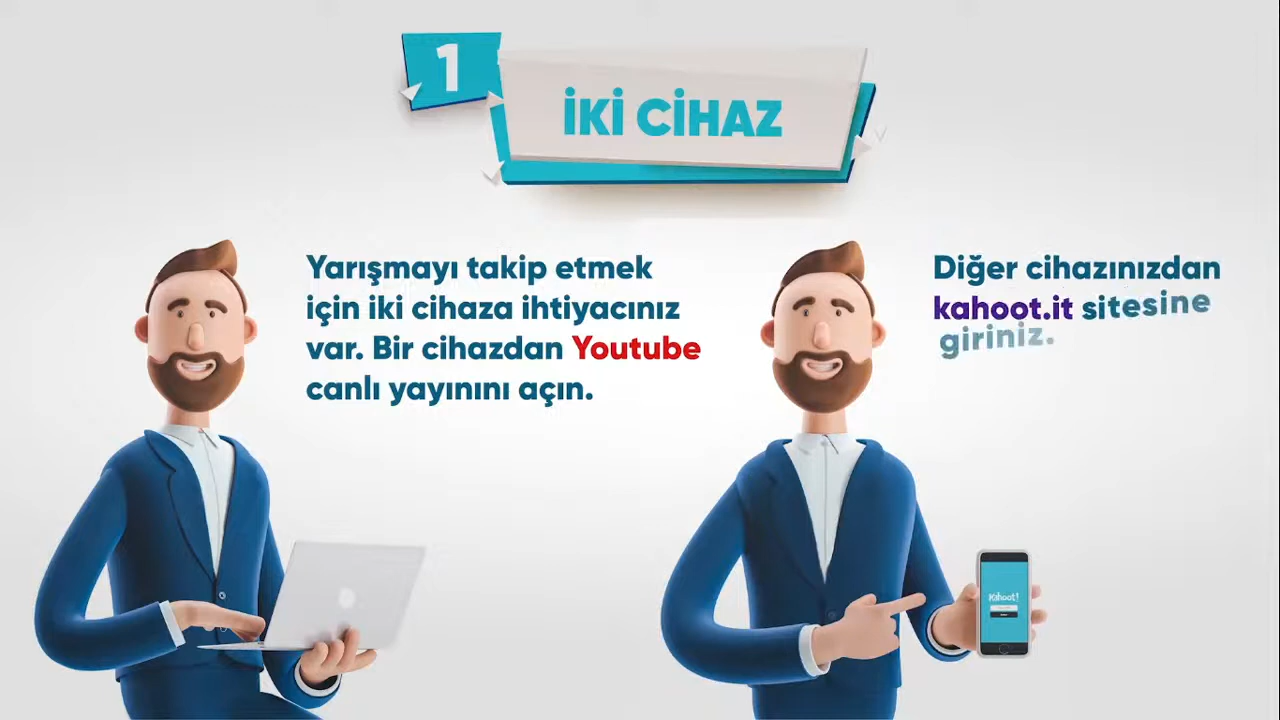 1
İKİ CİHAZ
Yarışmayı takip etmek
için iki cihaza ihtiyacınız
var. Bir cihazdan Youtube
canlı yayınını açın.
Diğer cihazınızdan
kahoot.it sitesine
giriniz.
Kahoot!